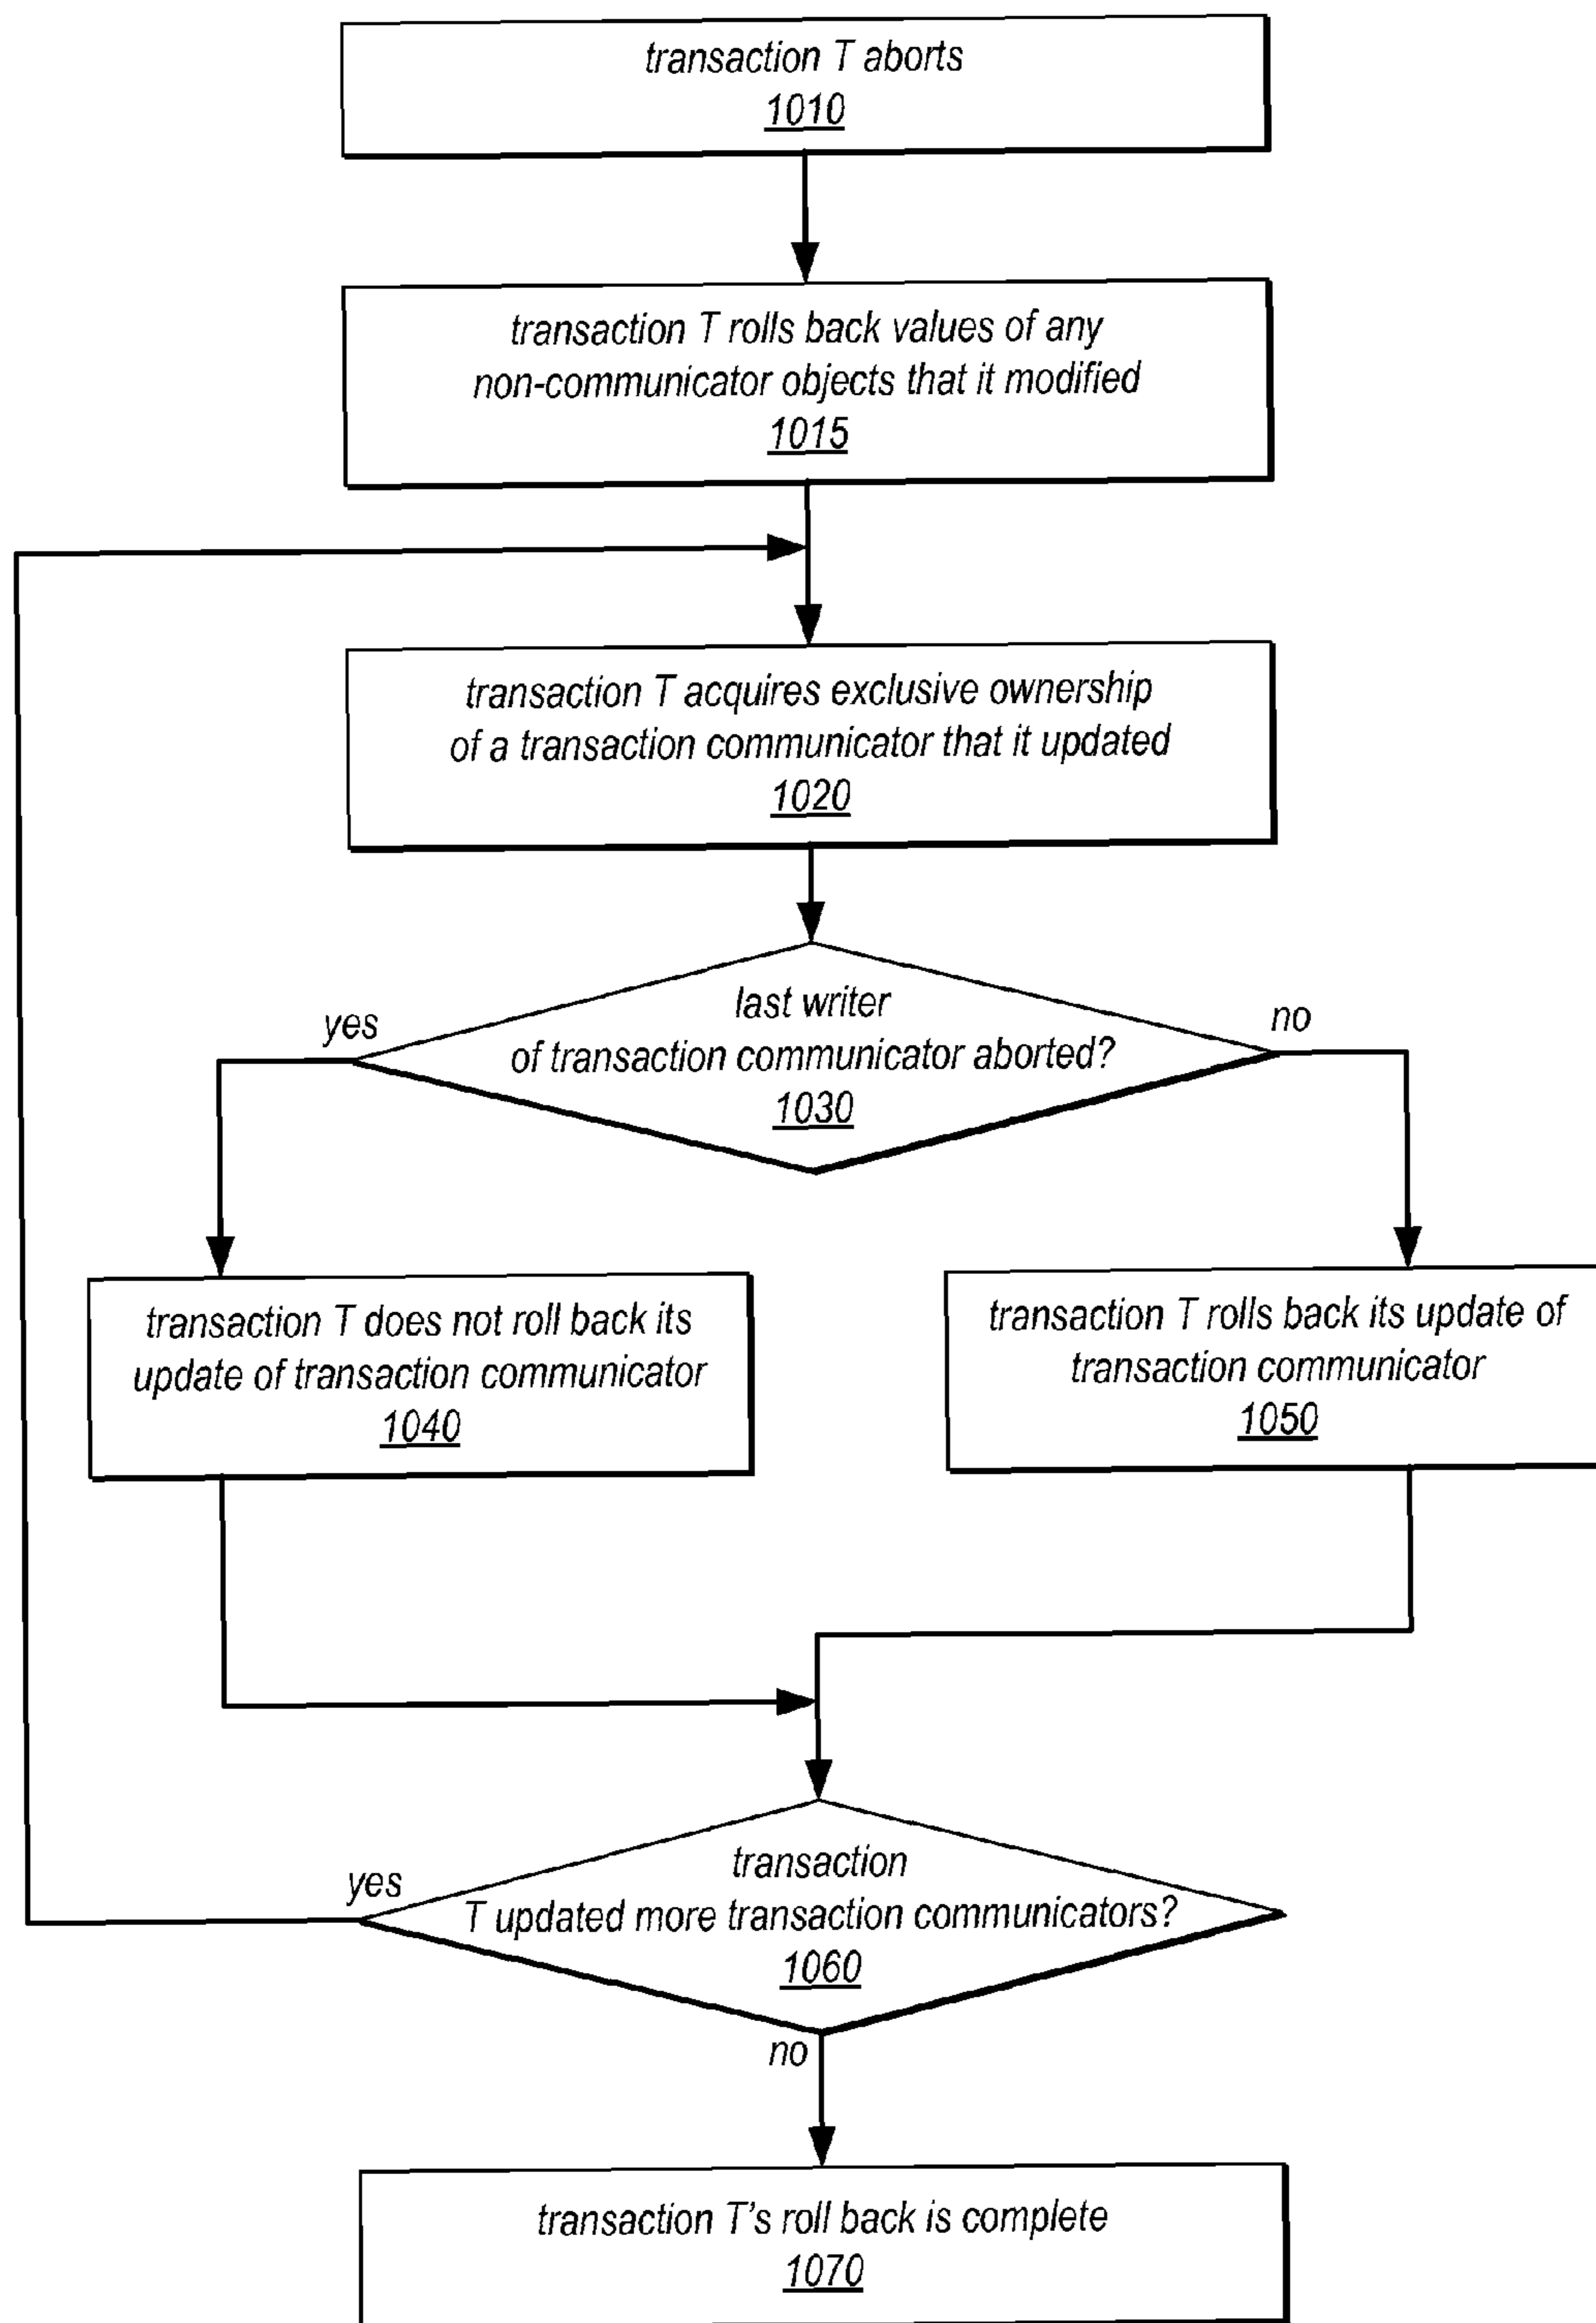 transaction T aborts
1010
transaction T rolls back values of any
non-communicator objects that it modified
1015
transaction T acquires exclusive ownership
of a transaction communicator that it updated
1020
last writer
of transaction communicator aborted?
1030
yes
no
transaction T does not roll back its
update of transaction communicator
1040
transaction T rolls back its update of
transaction communicator
1050
transaction
T updated more transaction communicators?
1060
yes
no
transaction T's roll back is complete
1070